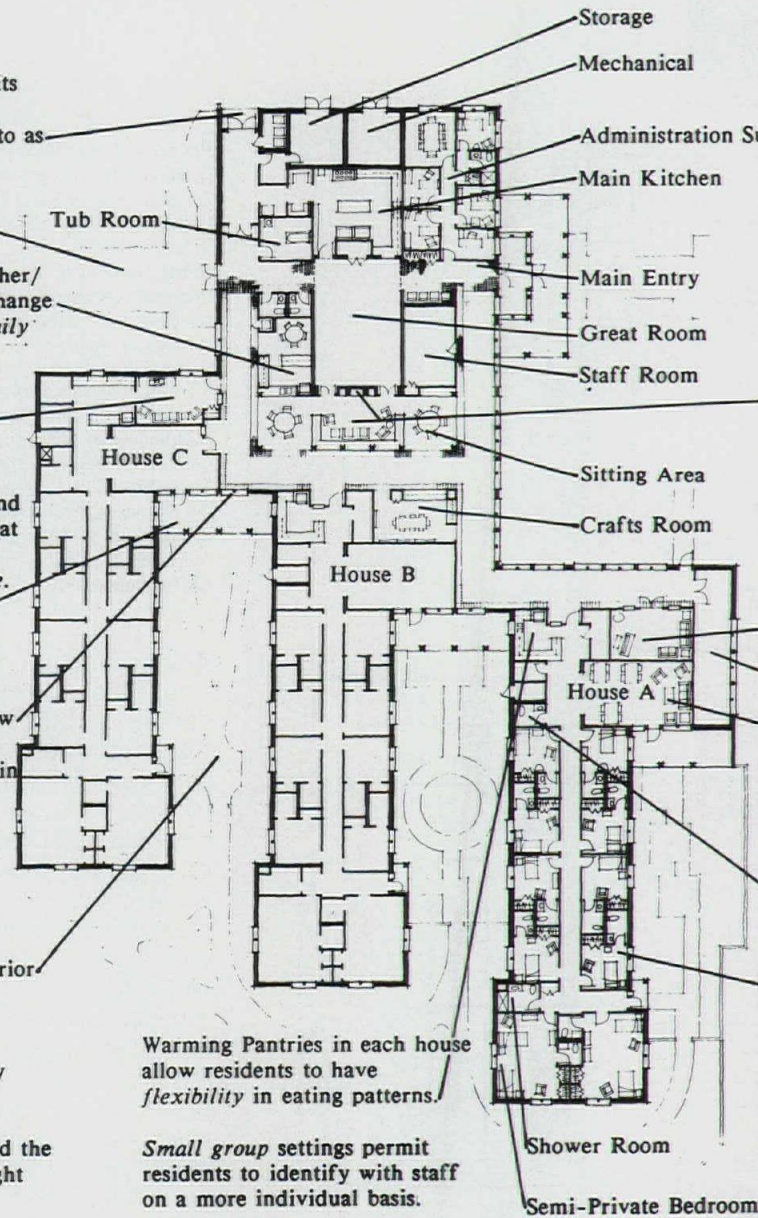 Storage
Mechanical
to as
Administration
Main Kitchen
Tub Room
Main Entry
Great Room
Staff Room
House C
Sitting Area
Crafts Room
House B
House A
Warming Pantries in each house
allow residents to have
flexibility in eating patterns.
Small group settings permit
residents to identify with staff
on a more individual basis.
Shower Room
Semi-Private Bedroom